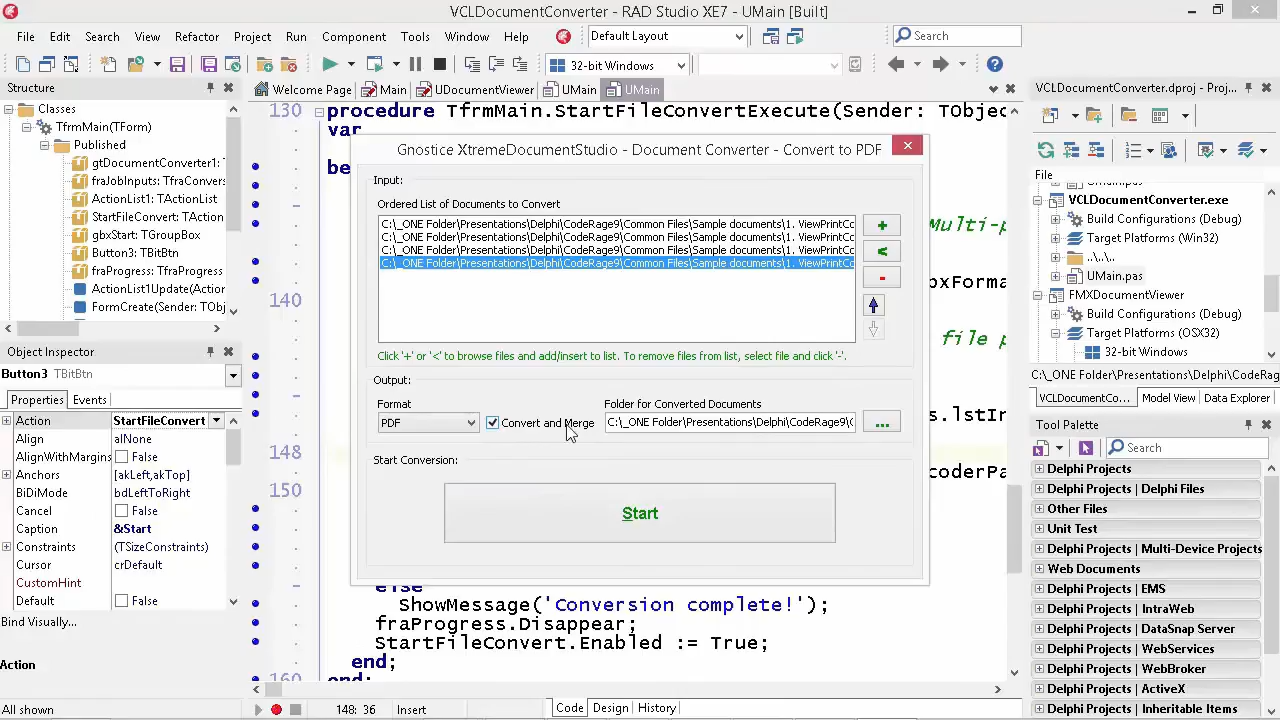 VCLDocumentConverter - RAD Studio XE7 - UMain [Built]
File Edit Search View Refactor Project Run Component Tools Window Help Default Layout Search
32-bit Windows
Structure
Classes
TfrmMain(TForm)
Published
gtDocumentConverter1:
fraJobInputs: TfraConvers
ActionList1: TActionList
StartFileConvert: TAction
gbxStart: TGroupBox
Button3: TBitBtn
fraProgress: TfraProgress
ActionList1Update(Action
FormCreate(Sender: TObj
Object Inspector
Button3 TBitBtn
Properties Events
Action StartFileConvert
Align alNone
AlignWithMargins False
Anchors [akLeft,akTop]
BiDiMode bdLeftToRight
Cancel False
Caption &Start
Constraints (TSizeConstraints)
Cursor crDefault
CustomHint
Default False
Bind Visually...
Action
All shown
Welcome Page Main UDocumentViewer UMain UMain
130 procedure TfrmMain.StartFileConvertExecute(Sender: TObjec
var
be
Multi-p
140
bxForma
file p
s.lstIn
148
coderPa
150
else
ShowMessage('Conversion complete!');
fraProgress.Disappear;
StartFileConvert.Enabled := True;
end;
160 end;
148: 36 Insert Code Design History
Gnostice XtremeDocumentStudio - Document Converter - Convert to PDF
Input:
Ordered List of Documents to Convert
C:\_ONE Folder\Presentations\Delphi\CodeRage9\Common Files\Sample documents\1. ViewPrintCo
C:\_ONE Folder\Presentations\Delphi\CodeRage9\Common Files\Sample documents\1. ViewPrintCo
C:\_ONE Folder\Presentations\Delphi\CodeRage9\Common Files\Sample documents\1. ViewPrintCo
C:\_ONE Folder\Presentations\Delphi\CodeRage9\Common Files\Sample documents\1. ViewPrintCo
+
<
-
Click '+' or '<' to browse files and add/insert to list. To remove files from list, select file and click '-'.
Output:
Format Folder for Converted Documents
PDF Convert and Merge C:\_ONE Folder\Presentations\Delphi\CodeRage9\ ...
Start Conversion:
Start
VCLDocumentConverter.dproj - Proj...
File
UMain.pas
VCLDocumentConverter.exe
Build Configurations (Debug)
Target Platforms (Win32)
..\..\..
UMain.pas
FMXDocumentViewer
Build Configurations (Debug)
Target Platforms (OSX32)
32-bit Windows
C:\_ONE Folder\Presentations\Delphi\CodeRag
VCLDocumentCo... Model View Data Explorer
Tool Palette
Search
Delphi Projects
Delphi Projects | Delphi Files
Other Files
Unit Test
Delphi Projects | Multi-Device Projects
Web Documents
Delphi Projects | EMS
Delphi Projects | IntraWeb
Delphi Projects | DataSnap Server
Delphi Projects | WebServices
Delphi Projects | WebBroker
Delphi Projects | ActiveX
Delphi Projects | Inheritable Items